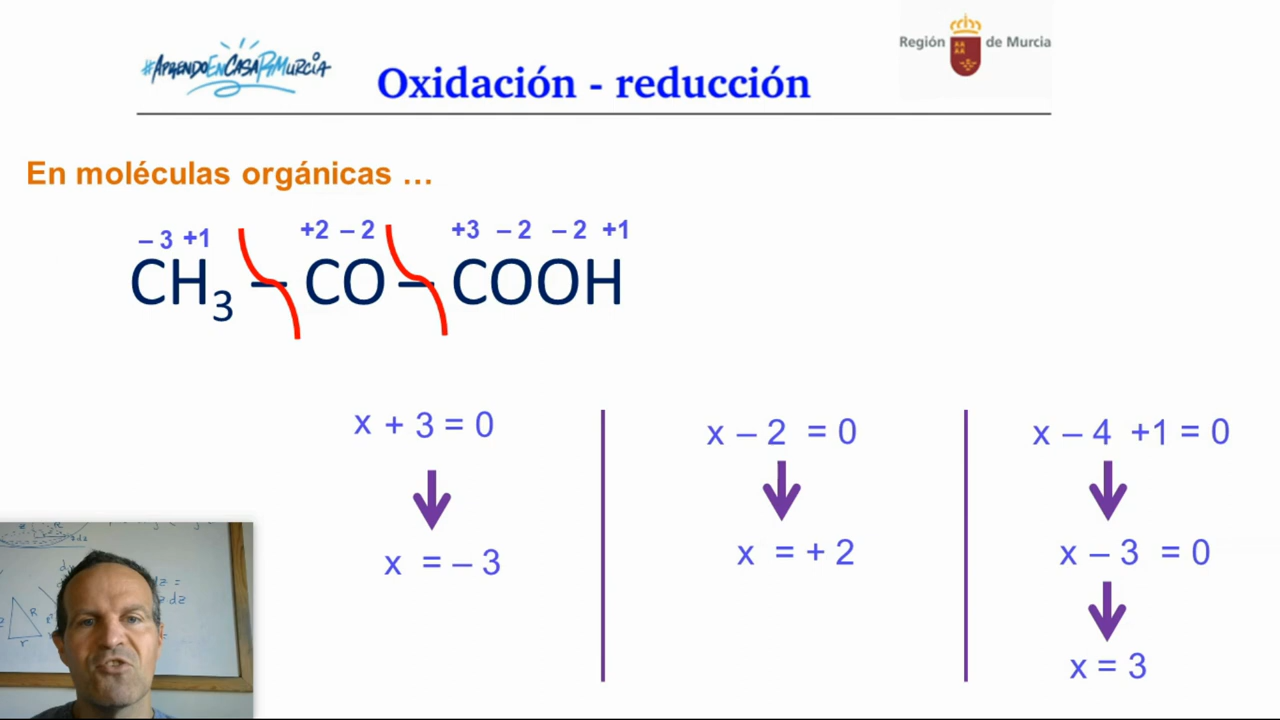 #AprendoEnCasaRMurcia
Región de Murcia
Oxidación - reducción
En moléculas orgánicas ...
– 3 +1 +2 – 2 +3 – 2 – 2 +1
CH₃ – CO – COOH
x + 3 = 0
x = – 3
x – 2 = 0
x = + 2
x – 4 +1 = 0
x – 3 = 0
x = 3